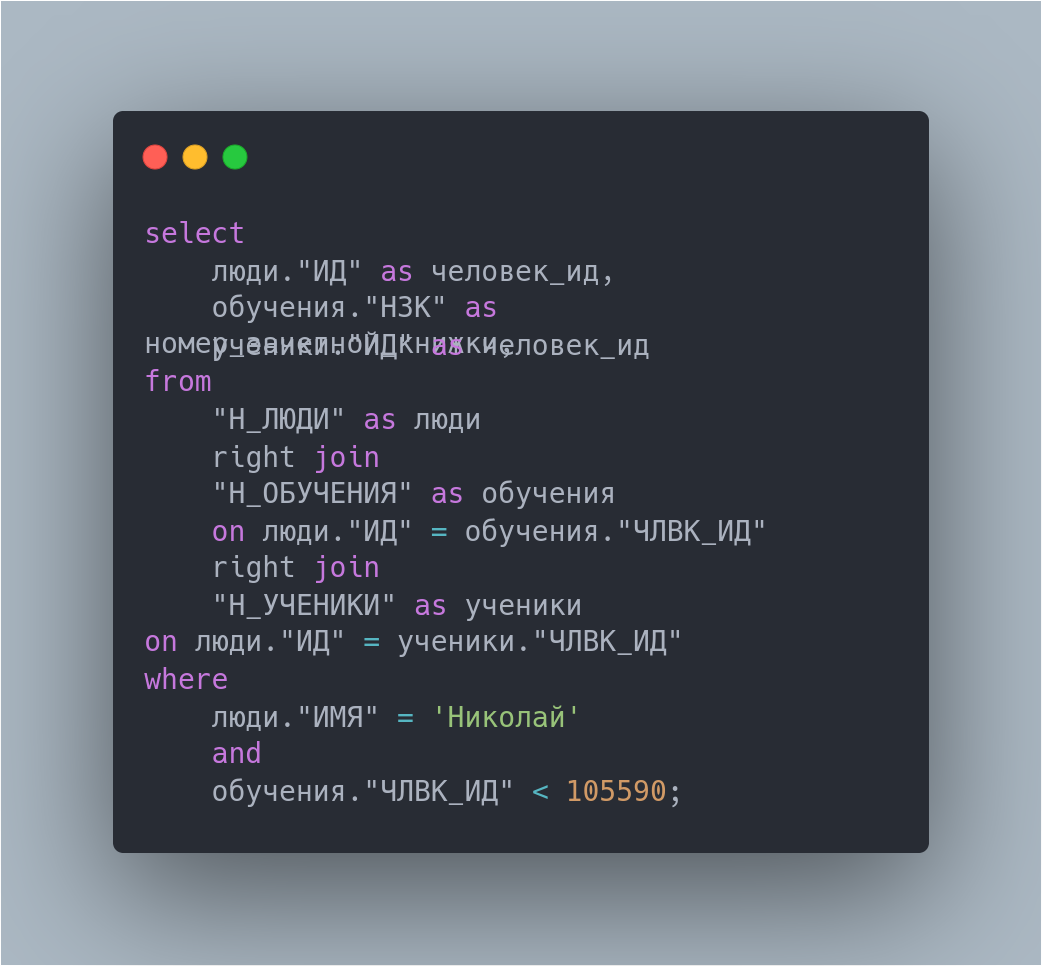 select
    люди."ИД" as человек_ид,
    обучения."НЗК" as
номер_зачетной_книжки,
    ученики."ИД" as человек_ид
from
    "Н_ЛЮДИ" as люди
    right join
    "Н_ОБУЧЕНИЯ" as обучения
    on люди."ИД" = обучения."ЧЛВК_ИД"
    right join
    "Н_УЧЕНИКИ" as ученики
on люди."ИД" = ученики."ЧЛВК_ИД"
where
    люди."ИМЯ" = 'Николай'
    and
    обучения."ЧЛВК_ИД" < 105590;